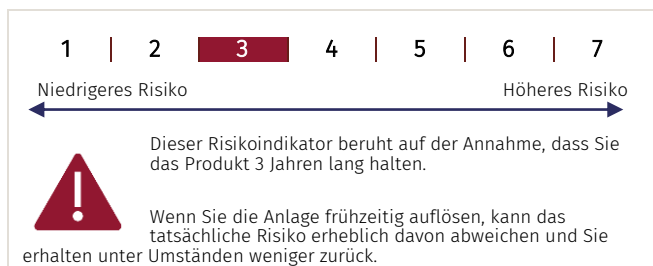 1 | 2 | 3 | 4 | 5 | 6 | 7
Niedrigeres Risiko Höheres Risiko
Dieser Risikoindikator beruht auf der Annahme, dass Sie
das Produkt 3 Jahren lang halten.
Wenn Sie die Anlage frühzeitig auflösen, kann das
tatsächliche Risiko erheblich davon abweichen und Sie
erhalten unter Umständen weniger zurück.